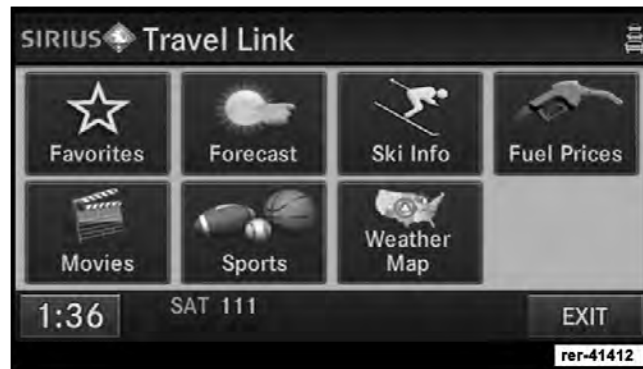 SIRIUS Travel Link
Favorites
Forecast
Ski Info
Fuel Prices
Movies
Sports
Weather
Map
1:36
SAT 111
EXIT
rer-41412